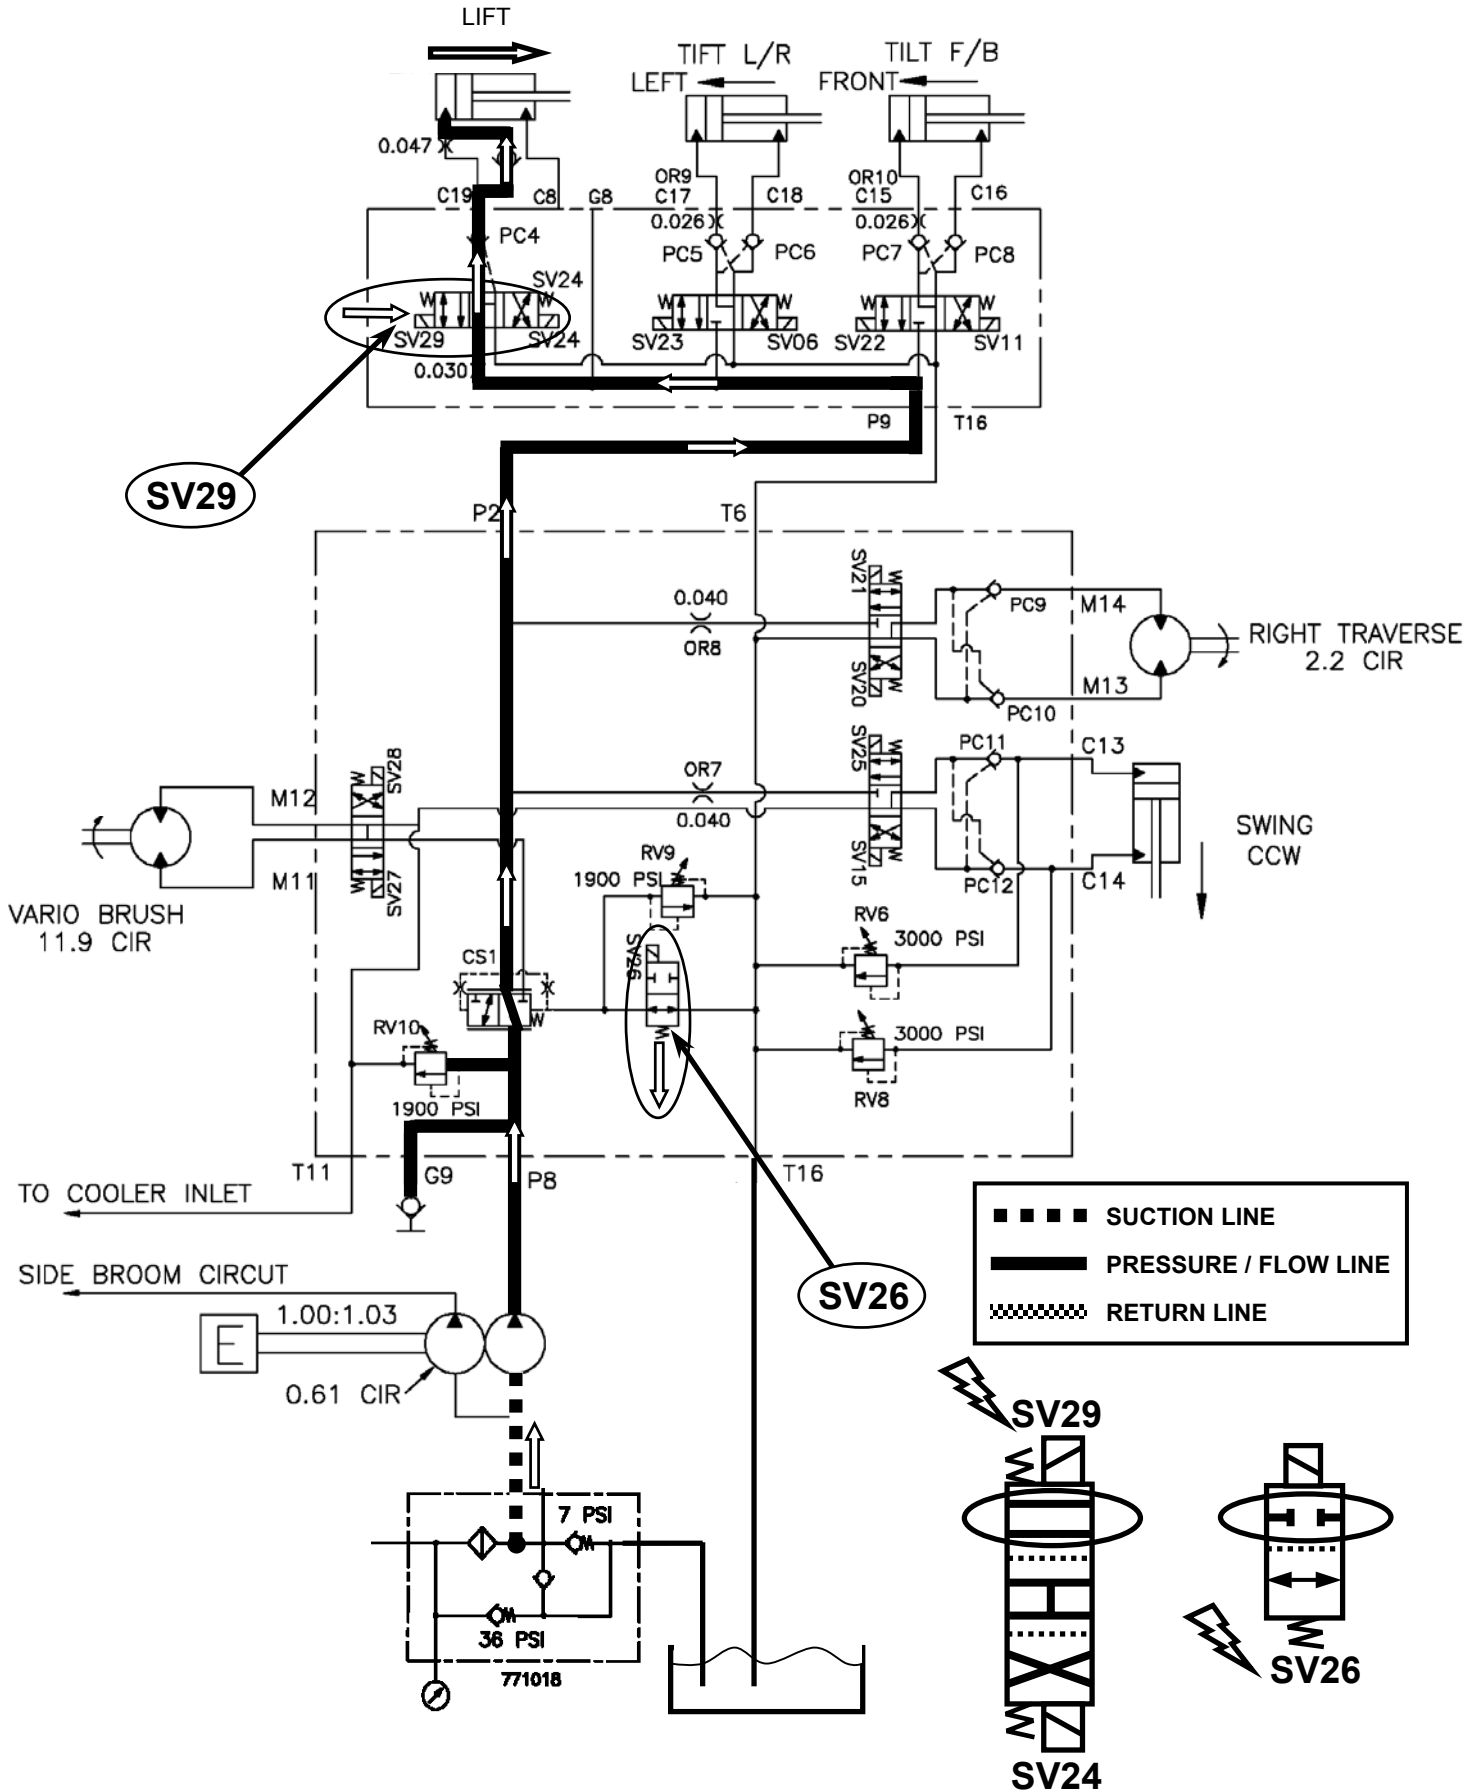 LIFT
TIFT L/R
TILT F/B
LEFT
FRONT
0.047
OR9
OR10
C19
C8
G8
C17
C18
C15
C16
0.026
0.026
PC4
PC5
PC6
PC7
PC8
SV24
SV29
SV24
SV23
SV06
SV22
SV11
0.030
P9
T16
SV29
P2
T6
SV21
0.040
PC9
M14
OR8
RIGHT TRAVERSE
2.2 CIR
SV20
M13
PC10
SV28
SV25
PC11
C13
OR7
M12
0.040
SWING
CCW
RV9
SV15
M11
SV27
1900 PSI
PC12
C14
VARIO BRUSH
11.9 CIR
RV6
3000 PSI
SV26
CS1
RV10
3000 PSI
1900 PSI
RV8
T11
G9
P8
T16
TO COOLER INLET
SUCTION LINE
PRESSURE / FLOW LINE
RETURN LINE
SIDE BROOM CIRCUT
SV26
1.00:1.03
E
0.61 CIR
SV29
7 PSI
36 PSI
771018
SV26
SV24